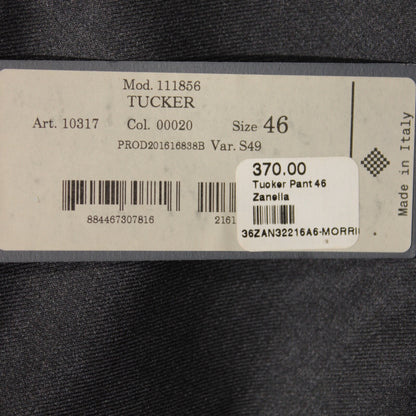 Mod. 111856
TUCKER
Art. 10317 Col. 00020 Size 46
PROD201616838B Var. S49
884467307816
2161
Made in Italy
370.00
Tucker Pant 46
Zanella
36ZAN32216A6-MORRI